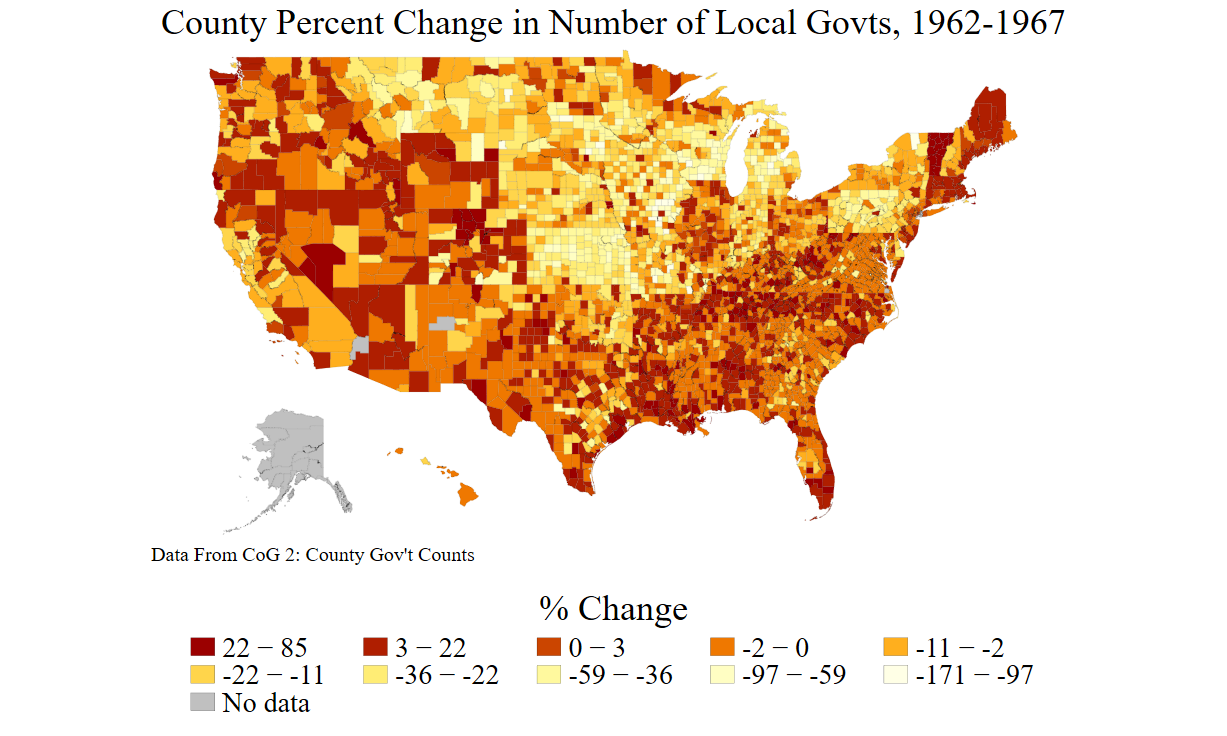 County Percent Change in Number of Local Govts, 1962-1967
Data From CoG 2: County Gov't Counts
% Change
22 − 85 3 − 22 0 − 3 -2 − 0 -11 − -2
-22 − -11 -36 − -22 -59 − -36 -97 − -59 -171 − -97
No data